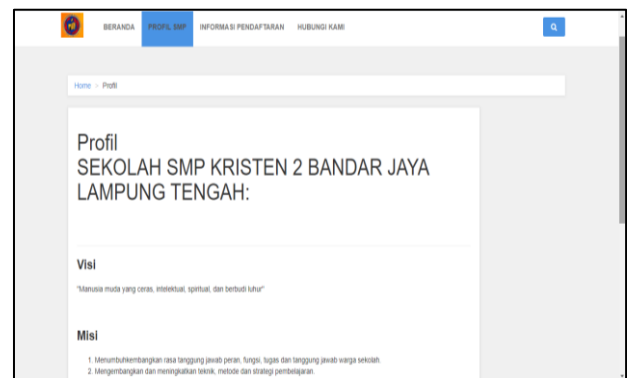 BERANDA PROFIL SMP INFORMASI PENDAFTARAN HUBUNGI KAMI
Home > Profil
Profil
SEKOLAH SMP KRISTEN 2 BANDAR JAYA
LAMPUNG TENGAH:
Visi
"Manusia muda yang ceras, intelektual, spiritual, dan berbudi luhur"
Misi
1. Menumbuhkembangkan rasa tanggung jawab peran, fungsi, tugas dan tanggung jawab warga sekolah.
2. Mengembangkan dan meningkatkan teknik, metode dan strategi pembelajaran.